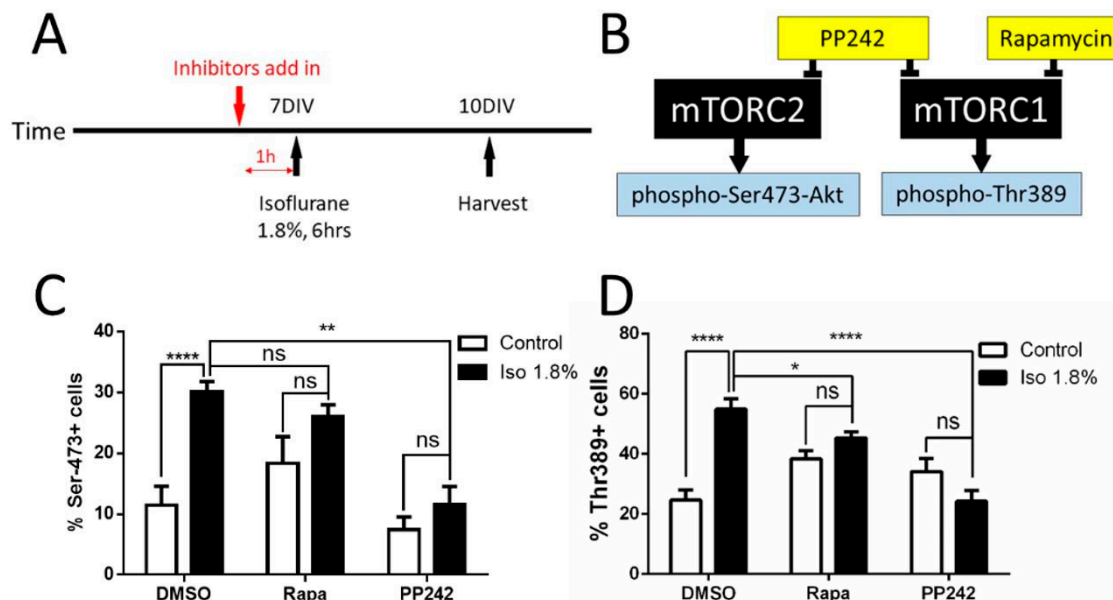 A
Inhibitors add in
7DIV
10DIV
Time
1h
Isoflurane
1.8%, 6hrs
Harvest
B
PP242
Rapamycin
mTORC2
mTORC1
phospho-Ser473-Akt
phospho-Thr389
C
% Ser-473+ cells
40
30
20
10
0
****
ns
**
ns
ns
Control
Iso 1.8%
DMSO
Rapa
PP242
D
% Thr389+ cells
80
60
40
20
0
****
****
*
ns
ns
Control
Iso 1.8%
DMSO
Rapa
PP242